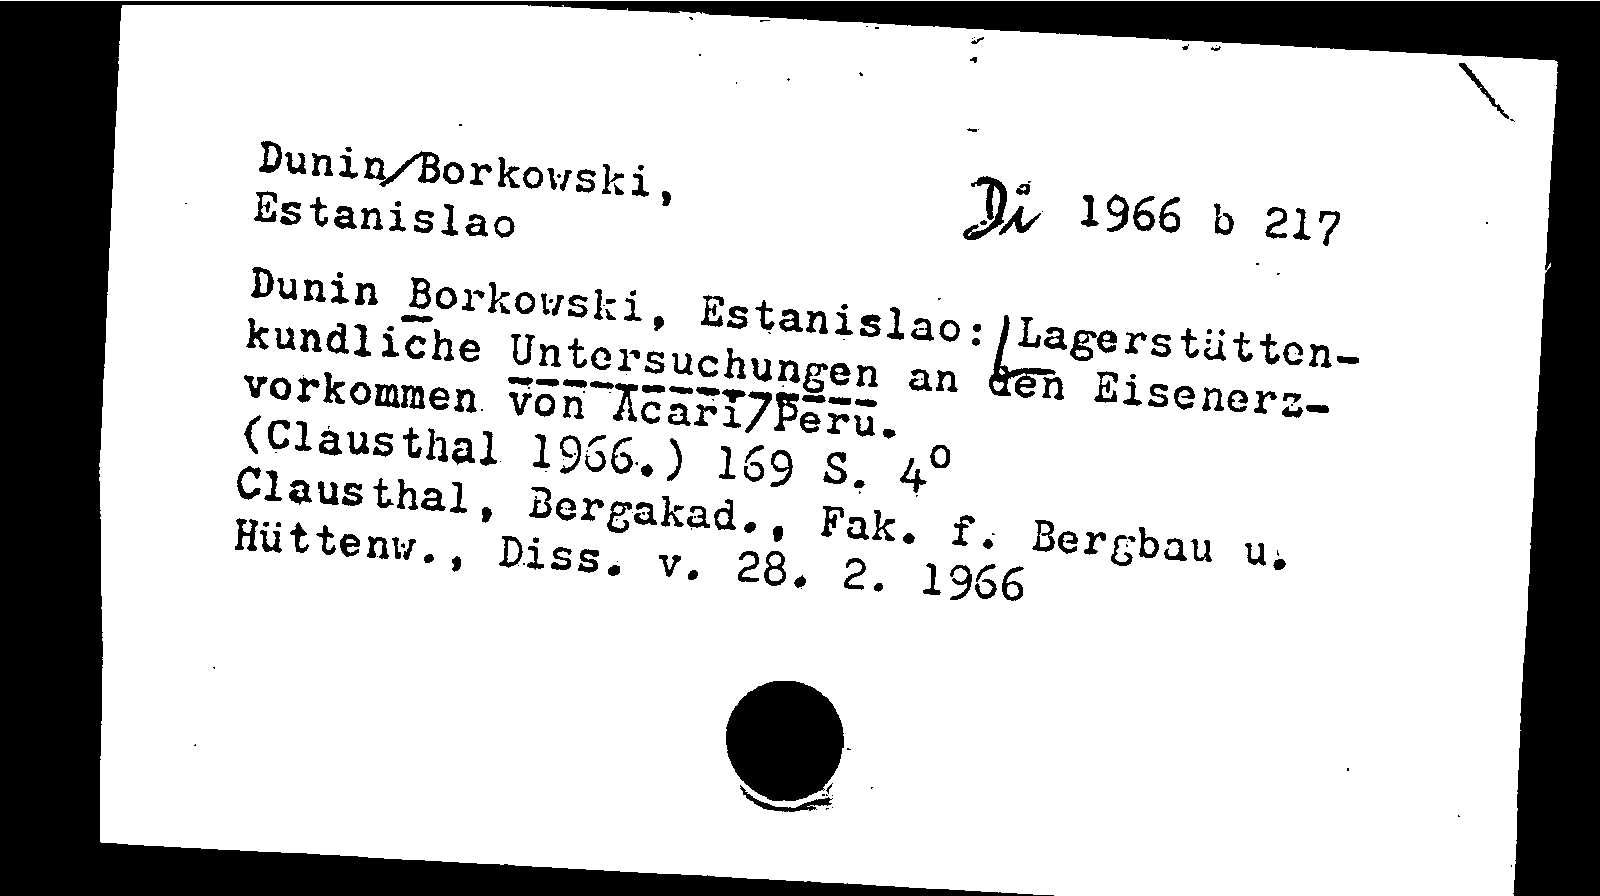 Dunin/Borkowski,
Estanislao
Di 1966 b 217
Dunin Borkowski, Estanislao: Lagerstätten-
kundliche Untersuchungen an den Eisenerz-
vorkommen von Acari/Peru.
(Clausthal 1966.) 169 S. 4°
Clausthal, Bergakad., Fak. f. Bergbau u.
Hüttenw., Diss. v. 28. 2. 1966